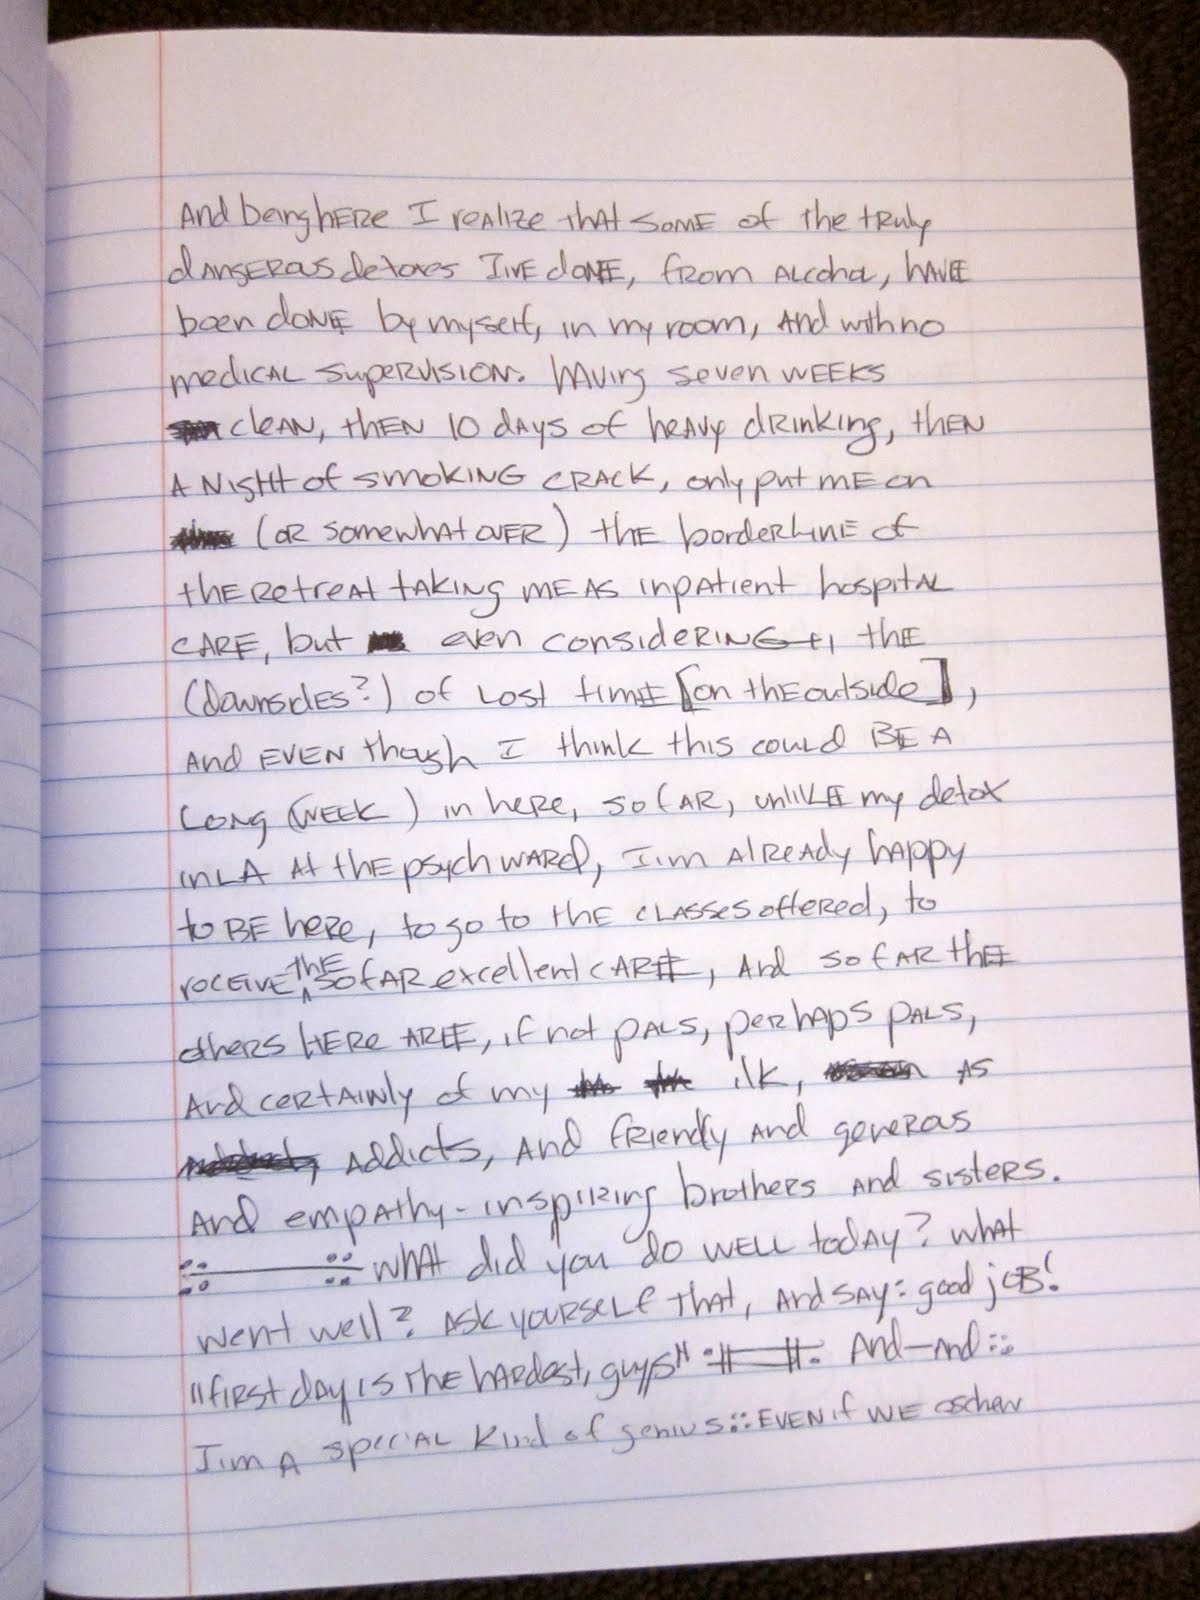 And being here I realize that some of the truly
dangerous detoxes I've done, from alcohol, have
been done by myself, in my room, and with no
medical supervision. having seven weeks
clean, then 10 days of heavy drinking, then
a night of smoking crack, only put me on
(or somewhat over) the borderline of
the retreat taking me as inpatient hospital
care, but even considering the
(downsides?) of lost time [on the outside],
and even though I think this could be a
long (week) in here, so far, unlike my detox
in LA at the psych ward, I'm already happy
to be here, to go to the classes offered, to
receive the so far excellent care, and so far the
others here are, if not pals, perhaps pals,
and certainly of my ilk, as
addicts, and friendly and generous
and empathy-inspiring brothers and sisters.
:: —— :: what did you do well today? what
went well? Ask yourself that, and say: good job!
"first day is the hardest, guys" And—and ::
I'm a special kind of genius :: even if we